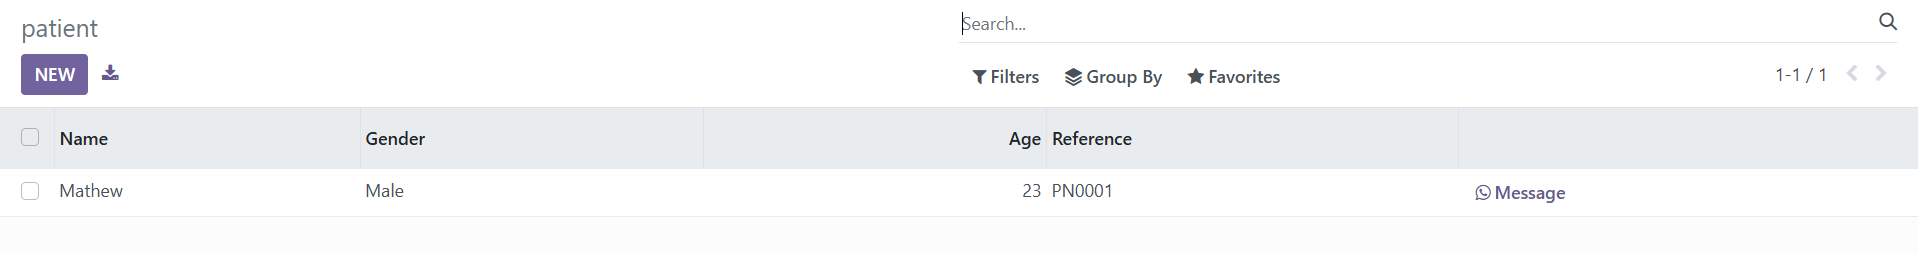 patient
Search...
NEW
Filters Group By Favorites
1-1 / 1
Name Gender Age Reference
Mathew Male 23 PN0001 Message